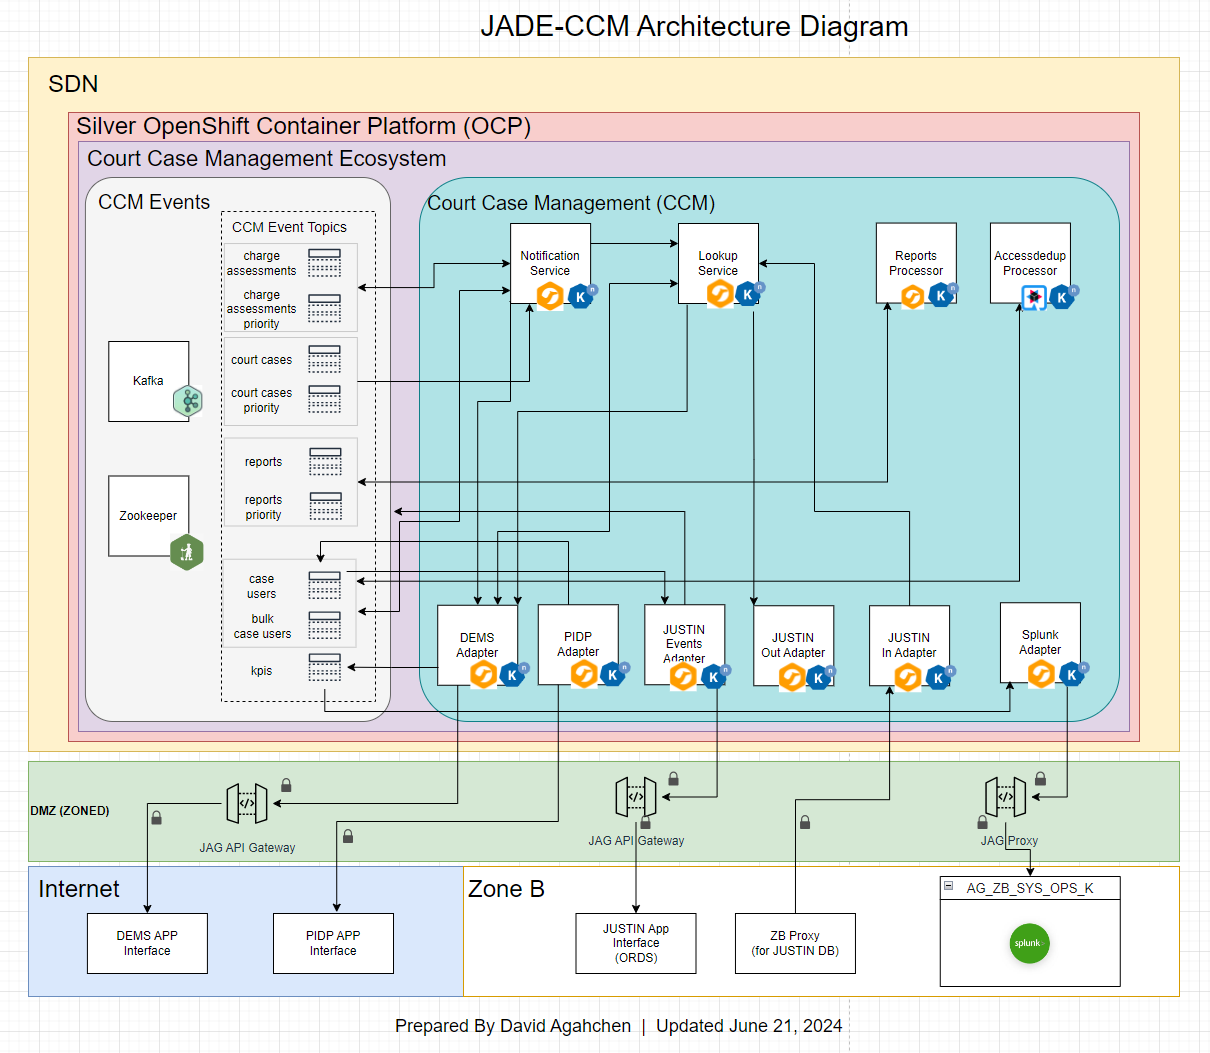 JADE-CCM Architecture Diagram
SDN
Silver OpenShift Container Platform (OCP)
Court Case Management Ecosystem
CCM Events
CCM Event Topics
charge
assessments
charge
assessments
priority
court cases
court cases
priority
reports
reports
priority
case
users
bulk
case users
kpis
Kafka
Zookeeper
Court Case Management (CCM)
Notification
Service
K
n
Lookup
Service
K
n
Reports
Processor
K
n
Accessdedup
Processor
K
n
DEMS
Adapter
K
n
PIDP
Adapter
K
n
JUSTIN
Events
Adapter
K
n
JUSTIN
Out Adapter
K
n
JUSTIN
In Adapter
K
n
Splunk
Adapter
K
n
DMZ (ZONED)
</>
JAG API Gateway
</>
JAG API Gateway
</>
JAG Proxy
Internet
DEMS APP
Interface
PIDP APP
Interface
Zone B
JUSTIN App
Interface
(ORDS)
ZB Proxy
(for JUSTIN DB)
AG_ZB_SYS_OPS_K
splunk>
Prepared By David Agahchen | Updated June 21, 2024